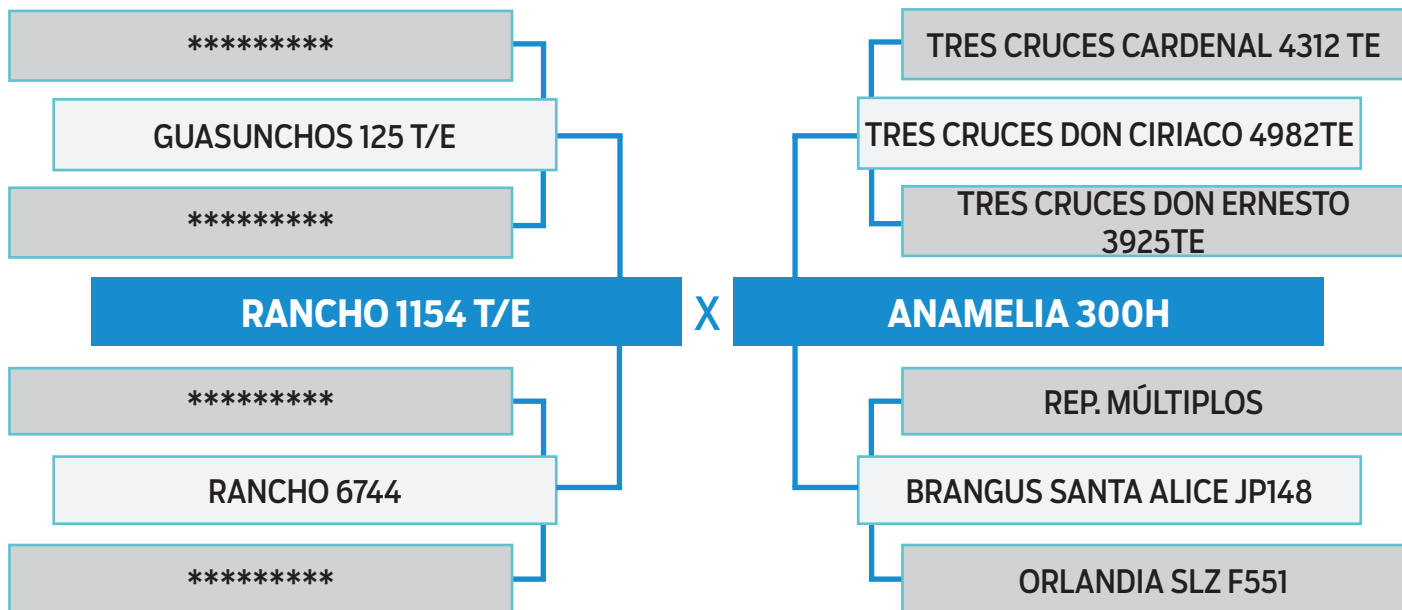 *********
GUASUNCHOS 125 T/E
*********
RANCHO 1154 T/E
*********
RANCHO 6744
*********
X
TRES CRUCES CARDENAL 4312 TE
TRES CRUCES DON CIRIACO 4982TE
TRES CRUCES DON ERNESTO
3925TE
ANAMELIA 300H
REP. MÚLTIPLOS
BRANGUS SANTA ALICE JP148
ORLANDIA SLZ F551